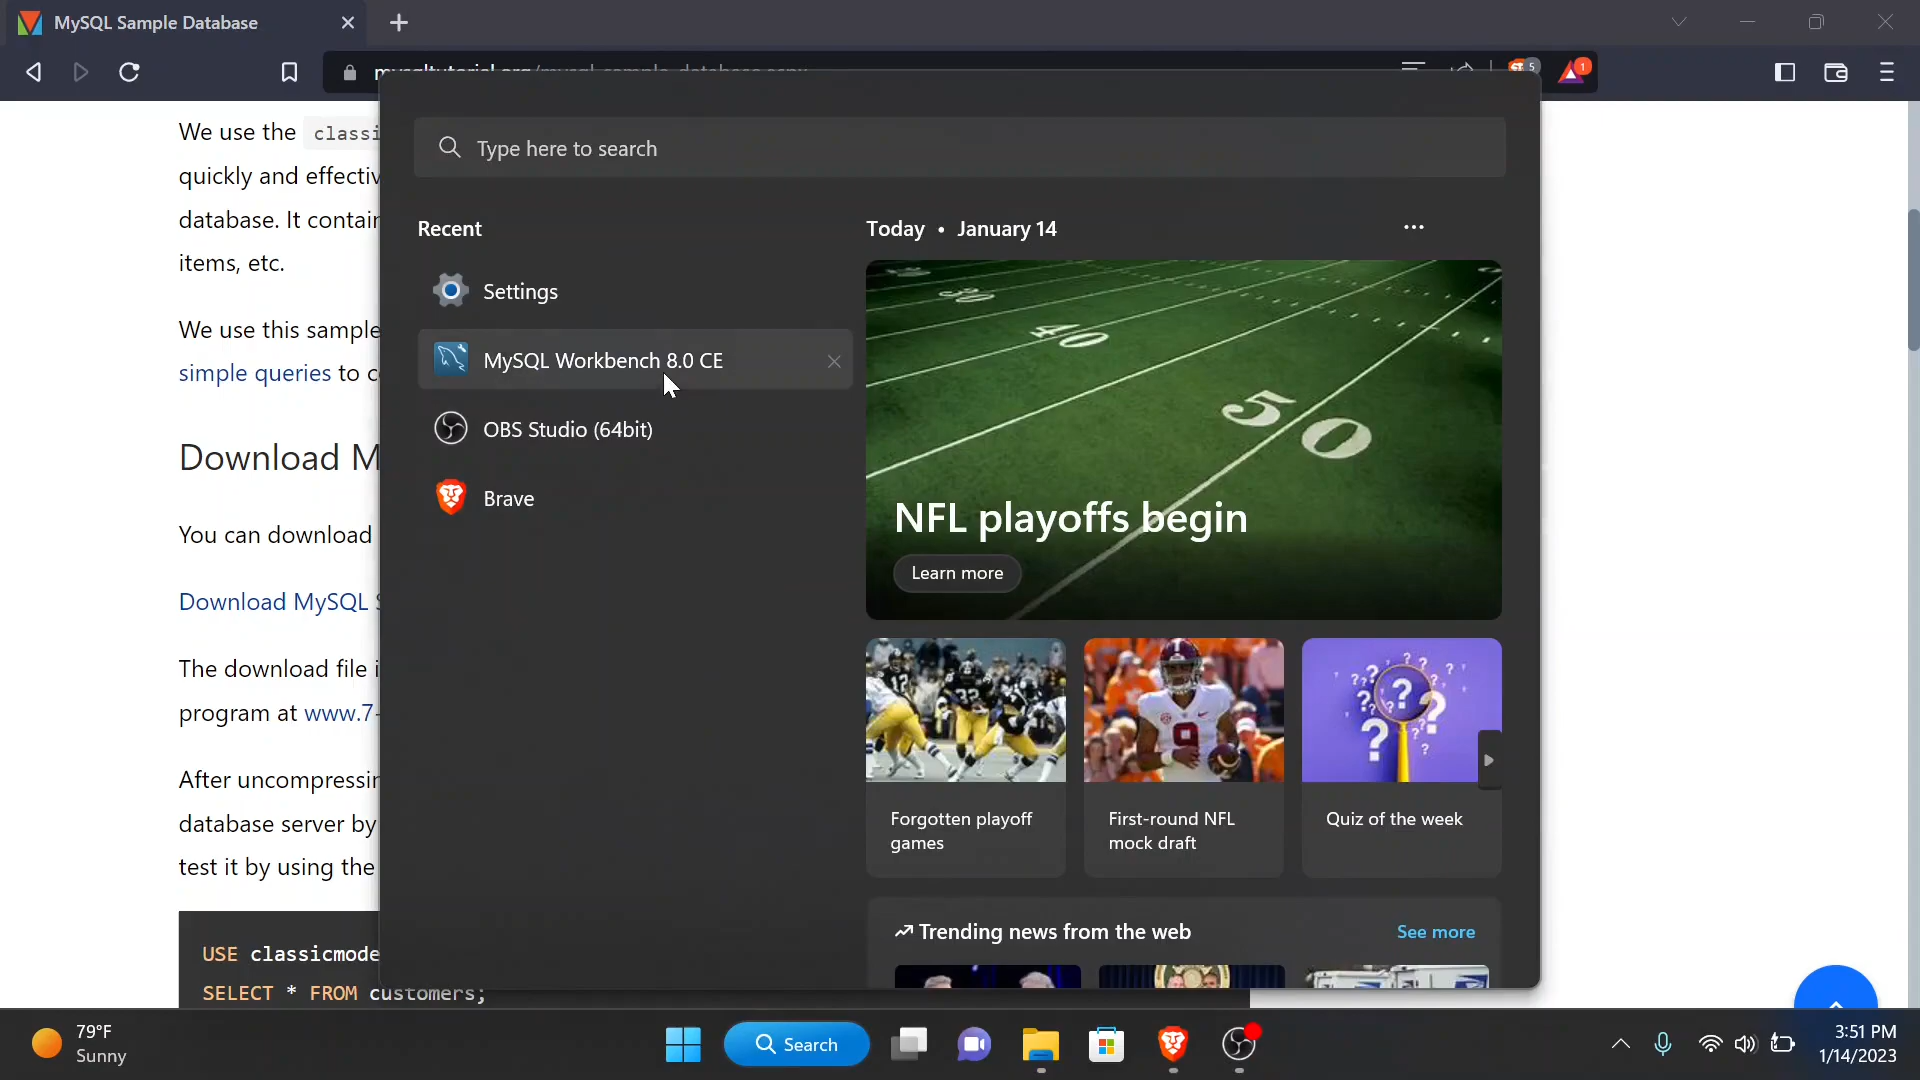 MySQL Sample Database
5
1
We use the classi
quickly and effectiv
database. It contain
items, etc.
We use this sample
simple queries to c
Download M
You can download
Download MySQL S
The download file i
program at www.7-
After uncompressin
database server by
test it by using the
USE classicmode
SELECT * FROM customers;
Type here to search
Recent
Settings
MySQL Workbench 8.0 CE
OBS Studio (64bit)
Brave
Today • January 14
NFL playoffs begin
Learn more
Forgotten playoff
games
First-round NFL
mock draft
Quiz of the week
Trending news from the web
See more
79°F
Sunny
Search
3:51 PM
1/14/2023